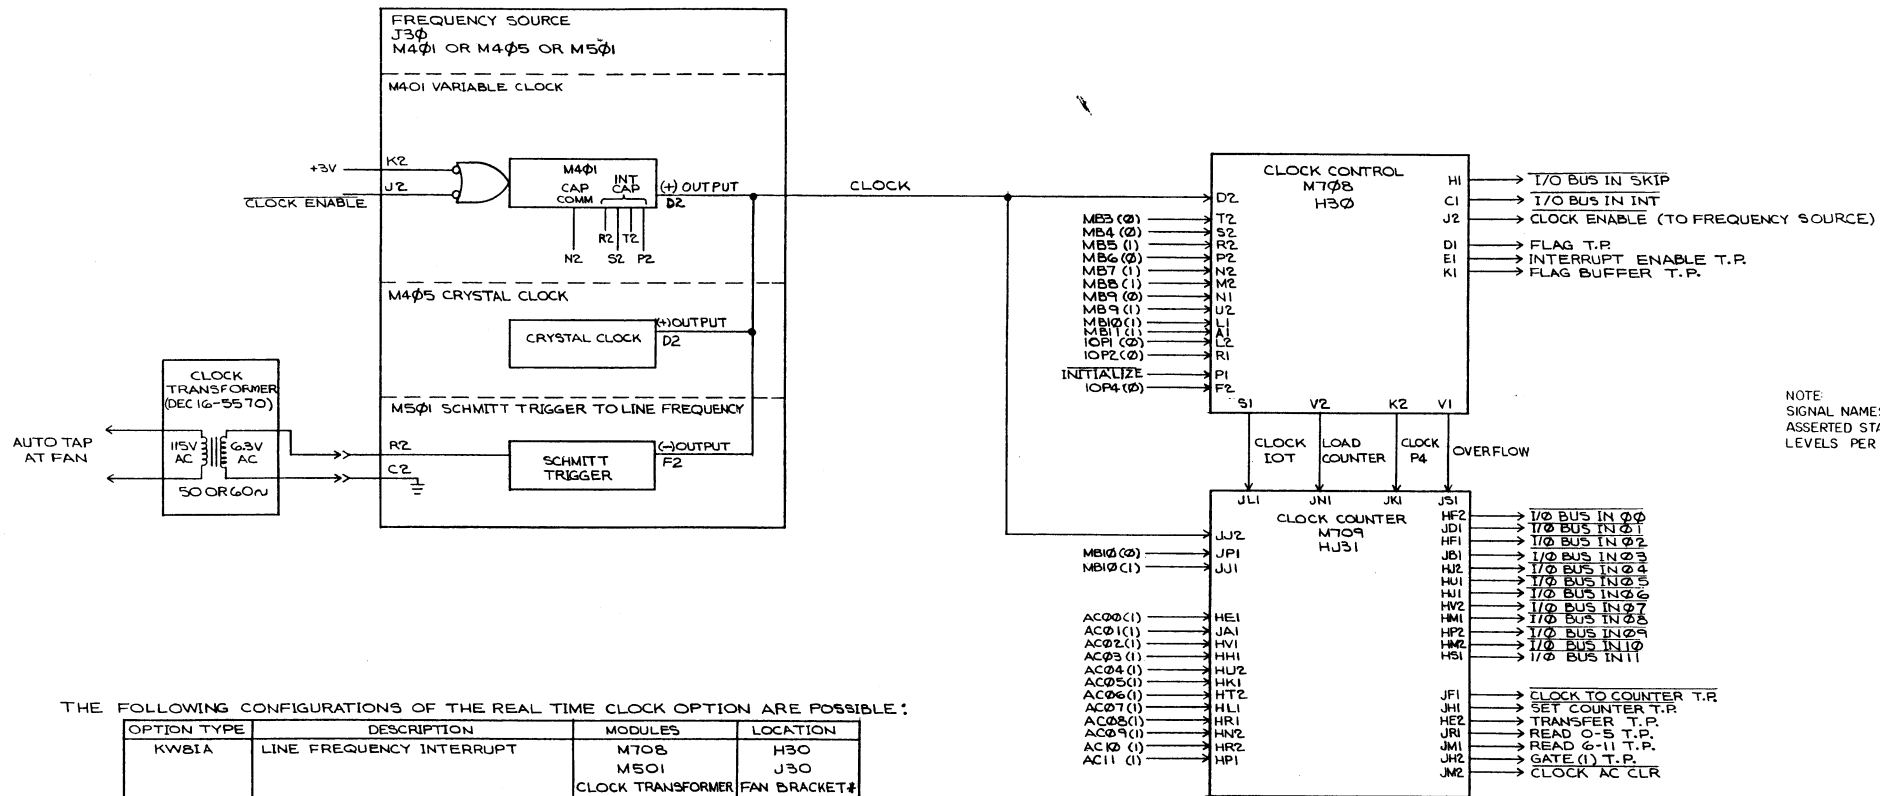 FREQUENCY SOURCE
J3Ø
M4Ø1 OR M4Ø5 OR M5Ø1
M401 VARIABLE CLOCK
+3V
K2
J2
CLOCK ENABLE
M4Ø1
CAP COMM
INT CAP
(+) OUTPUT
D2
R2
T2
N2
S2
P2
CLOCK
M4Ø5 CRYSTAL CLOCK
CRYSTAL CLOCK
(+)OUTPUT
D2
M5Ø1 SCHMITT TRIGGER TO LINE FREQUENCY
R2
C2
SCHMITT TRIGGER
(-)OUTPUT
F2
CLOCK
TRANSFORMER
(DEC 16-5570)
115V AC
6.3V AC
50 OR 60~
AUTO TAP
AT FAN
CLOCK CONTROL
M7Ø8
H3Ø
D2
MB3 (Ø) T2
MB4 (Ø) S2
MB5 (1) R2
MB6 (Ø) P2
MB7 (1) N2
MB8 (1) M2
MB9 (Ø) N1
MB9 (1) U2
MB1Ø(1) L1
MB11 (1) A1
IOP1 (Ø) L2
IOP2(Ø) R1
INITIALIZE P1
IOP4(Ø) F2
H1 I/O BUS IN SKIP
C1 I/O BUS IN INT
J2 CLOCK ENABLE (TO FREQUENCY SOURCE)
D1 FLAG T.P.
E1 INTERRUPT ENABLE T.P.
K1 FLAG BUFFER T.P.
S1 V2 K2 V1
CLOCK IOT
LOAD COUNTER
CLOCK P4
OVERFLOW
JL1 JN1 JK1 JS1
CLOCK COUNTER
M709
HJ31
JJ2
MB1Ø (Ø) JP1
MB1Ø (1) JJ1
ACØØ(1) HE1
ACØ1(1) JA1
ACØ2(1) HV1
ACØ3(1) HH1
ACØ4(1) HU2
ACØ5(1) HK1
ACØ6(1) HT2
ACØ7(1) HL1
ACØ8(1) HR1
ACØ9(1) HN2
AC1Ø (1) HR2
AC11 (1) HP1
HF2 I/Ø BUS IN ØØ
JD1 I/Ø BUS IN Ø1
HF1 I/Ø BUS IN Ø2
JB1 I/Ø BUS IN Ø3
HJ2 I/Ø BUS IN Ø4
HU1 I/Ø BUS IN Ø5
HJ1 I/Ø BUS IN Ø6
HV2 I/Ø BUS IN Ø7
HM1 I/Ø BUS IN Ø8
HP2 I/Ø BUS IN Ø9
HM2 I/Ø BUS IN 1Ø
HS1 I/Ø BUS IN 11
JF1 CLOCK TO COUNTER T.P.
JH1 SET COUNTER T.P.
HE2 TRANSFER T.P.
JR1 READ 0-5 T.P.
JM1 READ 6-11 T.P.
JH2 GATE (1) T.P.
JM2 CLOCK AC CLR
NOTE:
SIGNAL NAMES
ASSERTED STA
LEVELS PER
THE FOLLOWING CONFIGURATIONS OF THE REAL TIME CLOCK OPTION ARE POSSIBLE:
OPTION TYPE DESCRIPTION MODULES LOCATION
KW8IA LINE FREQUENCY INTERRUPT M708 H30
M501 J30
CLOCK TRANSFORMER FAN BRACKET#